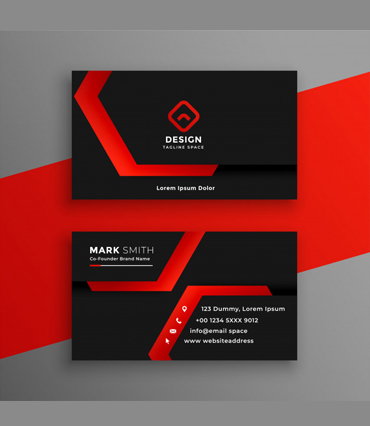 DESIGN
TAGLINE SPACE
Lorem Ipsum Dolor
MARK SMITH
Co-Founder Brand Name
123 Dummy, Lorem Ipsum
+00 1234 5XXX 9012
info@email space
www websiteaddress